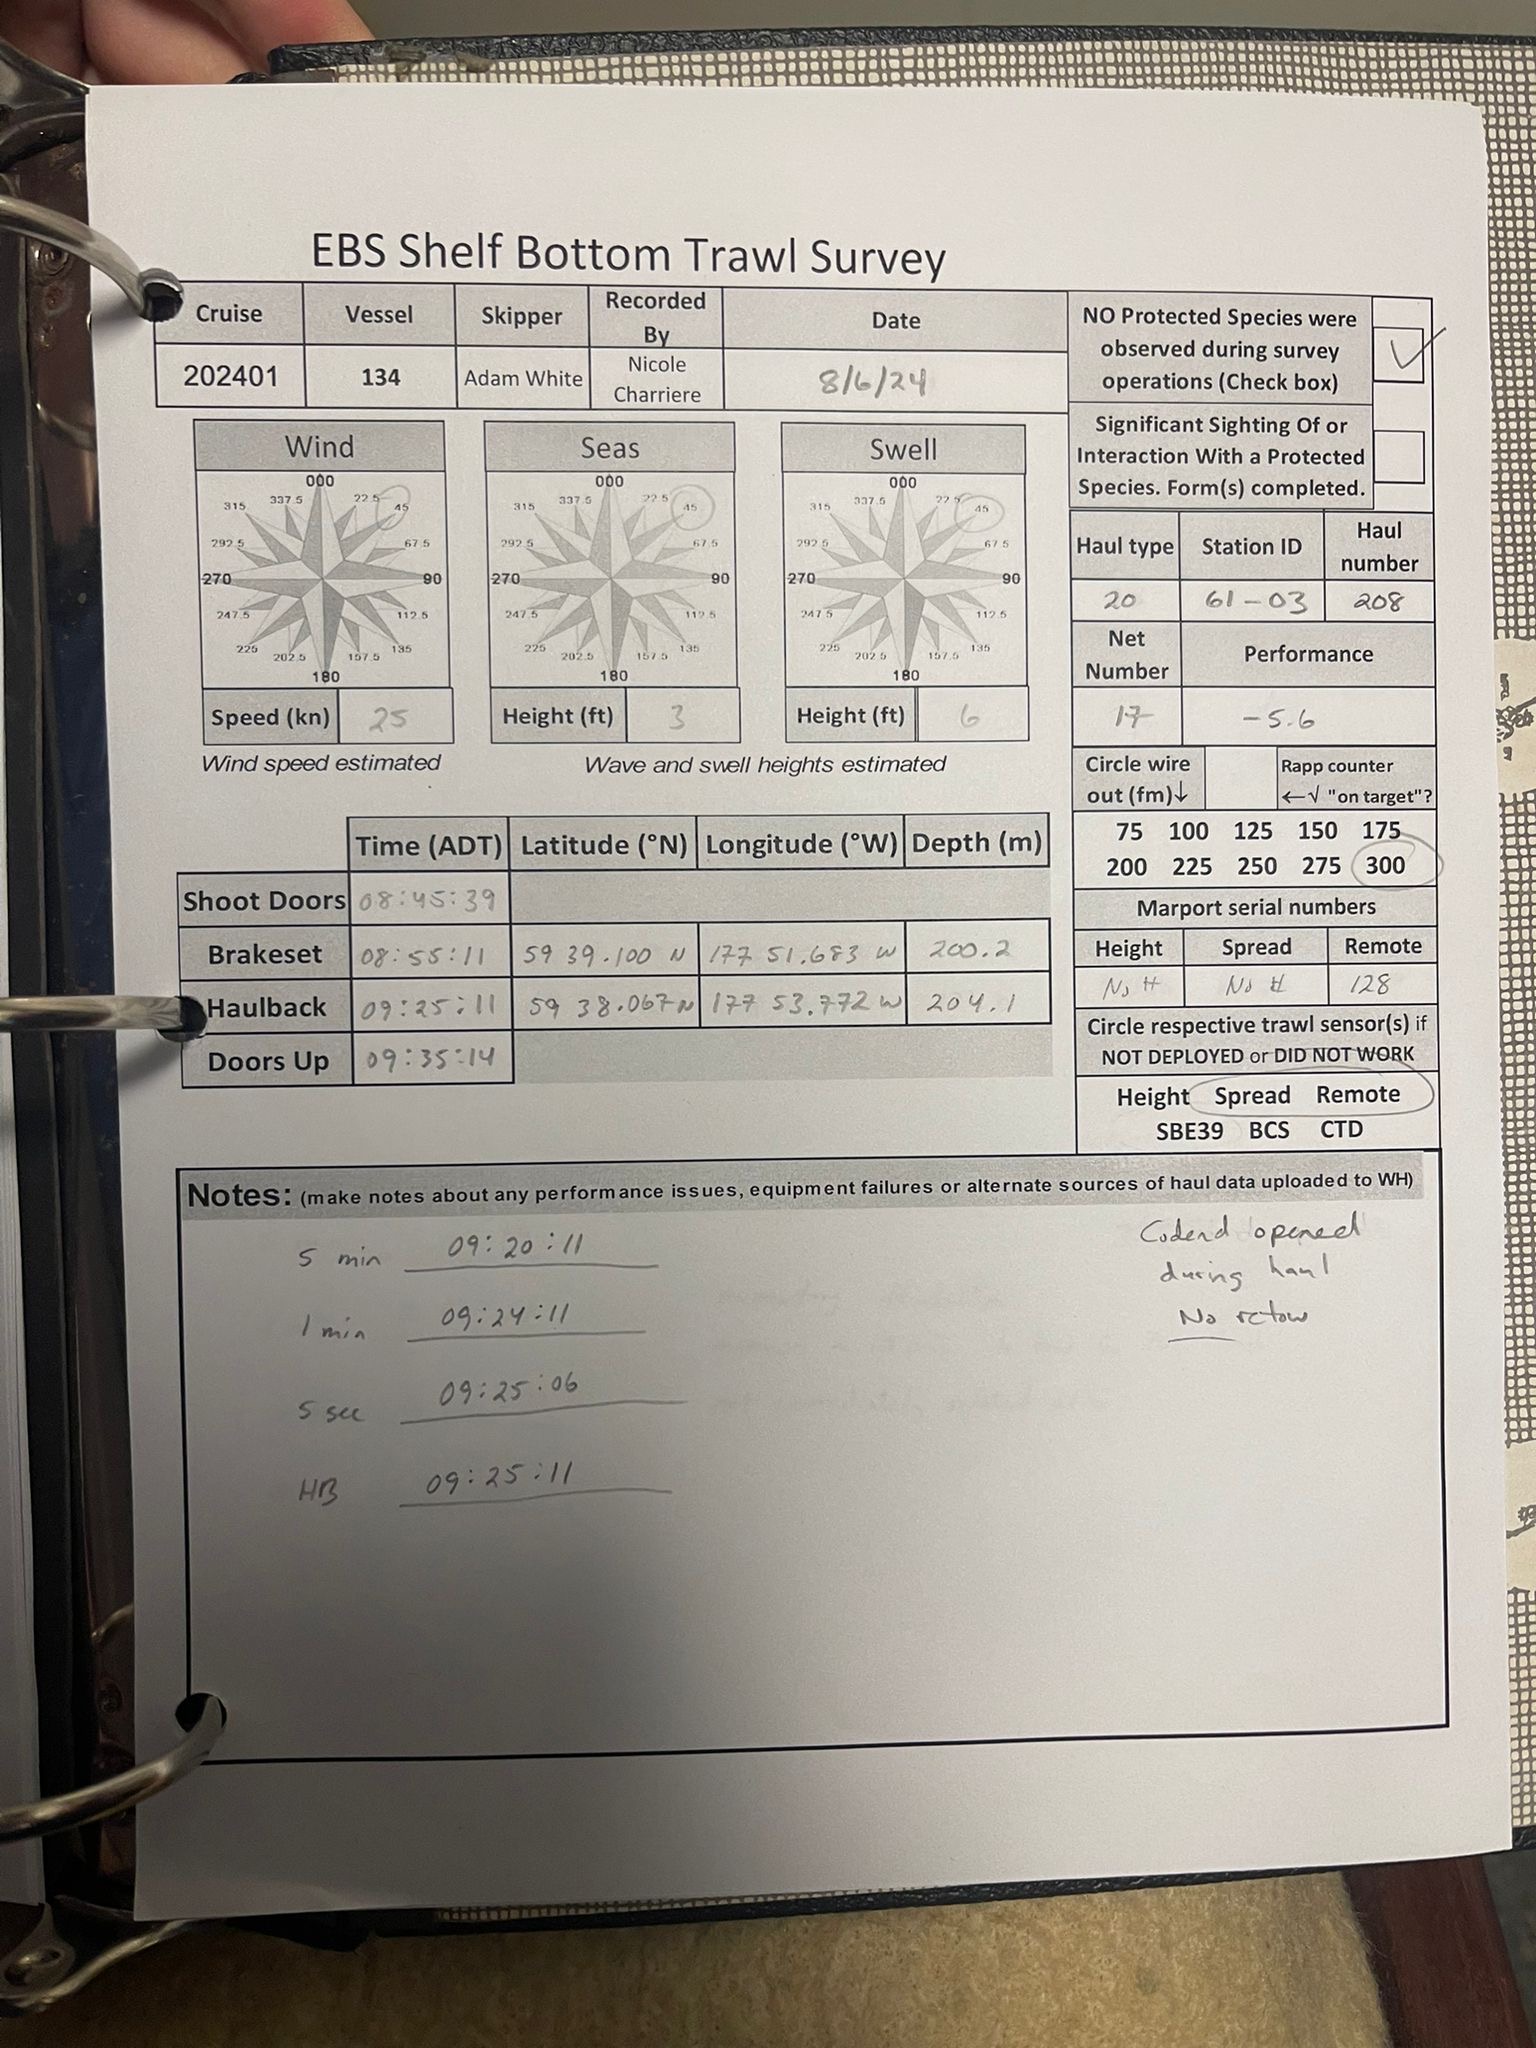 EBS Shelf Bottom Trawl Survey
Cruise Vessel Skipper Recorded By Date
202401 134 Adam White Nicole Charriere 8/6/24
NO Protected Species were
observed during survey
operations (Check box)
Significant Sighting Of or
Interaction With a Protected
Species. Form(s) completed.
Wind Seas Swell
000 22.5 45 67.5 90 112.5 135 157.5 180 202.5 225 247.5 270 292.5 315 337.5
000 22.5 45 67.5 90 112.5 135 157.5 180 202.5 225 247.5 270 292.5 315 337.5
000 22.5 45 67.5 90 112.5 135 157.5 180 202.5 225 247.5 270 292.5 315 337.5
Speed (kn) 25 Height (ft) 3 Height (ft) 6
Wind speed estimated Wave and swell heights estimated
Haul type Station ID Haul number
20 61-03 208
Net Number Performance
17 -5.6
Circle wire out (fm)↓ Rapp counter ←√ "on target"?
75 100 125 150 175
200 225 250 275 300
Marport serial numbers
Height Spread Remote
No # No # 128
Circle respective trawl sensor(s) if
NOT DEPLOYED or DID NOT WORK
Height Spread Remote
SBE39 BCS CTD
Time (ADT) Latitude (°N) Longitude (°W) Depth (m)
Shoot Doors 08:45:39
Brakeset 08:55:11 59 39.100 N 177 51.683 W 200.2
Haulback 09:25:11 59 38.067 N 177 53.772 W 204.1
Doors Up 09:35:14
Notes: (make notes about any performance issues, equipment failures or alternate sources of haul data uploaded to WH)
5 min 09:20:11
1 min 09:24:11
5 sec 09:25:06
HB 09:25:11
Codend opened
during haul
No retow